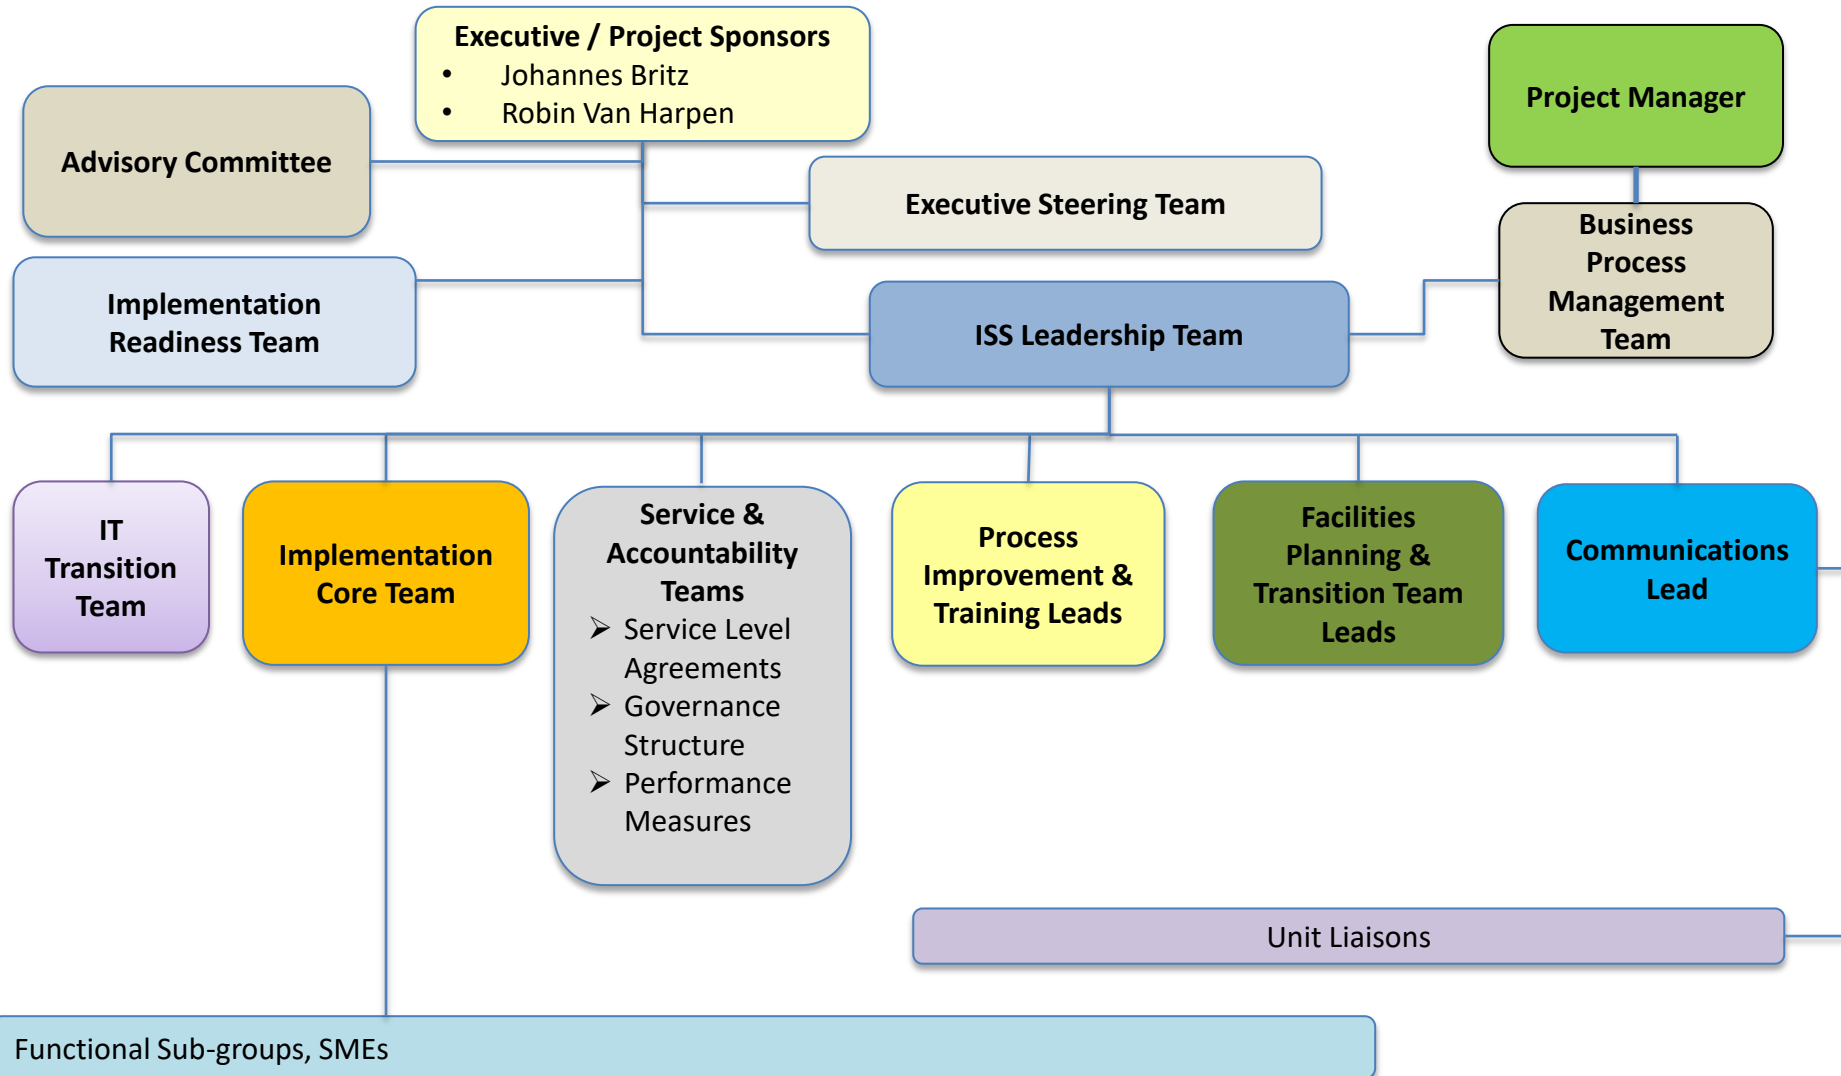 Executive / Project Sponsors
• Johannes Britz
• Robin Van Harpen
Project Manager
Advisory Committee
Executive Steering Team
Business
Process
Management
Team
Implementation
Readiness Team
ISS Leadership Team
IT
Transition
Team
Implementation
Core Team
Service &
Accountability
Teams
➢ Service Level
Agreements
➢ Governance
Structure
➢ Performance
Measures
Process
Improvement &
Training Leads
Facilities
Planning &
Transition Team
Leads
Communications
Lead
Unit Liaisons
Functional Sub-groups, SMEs